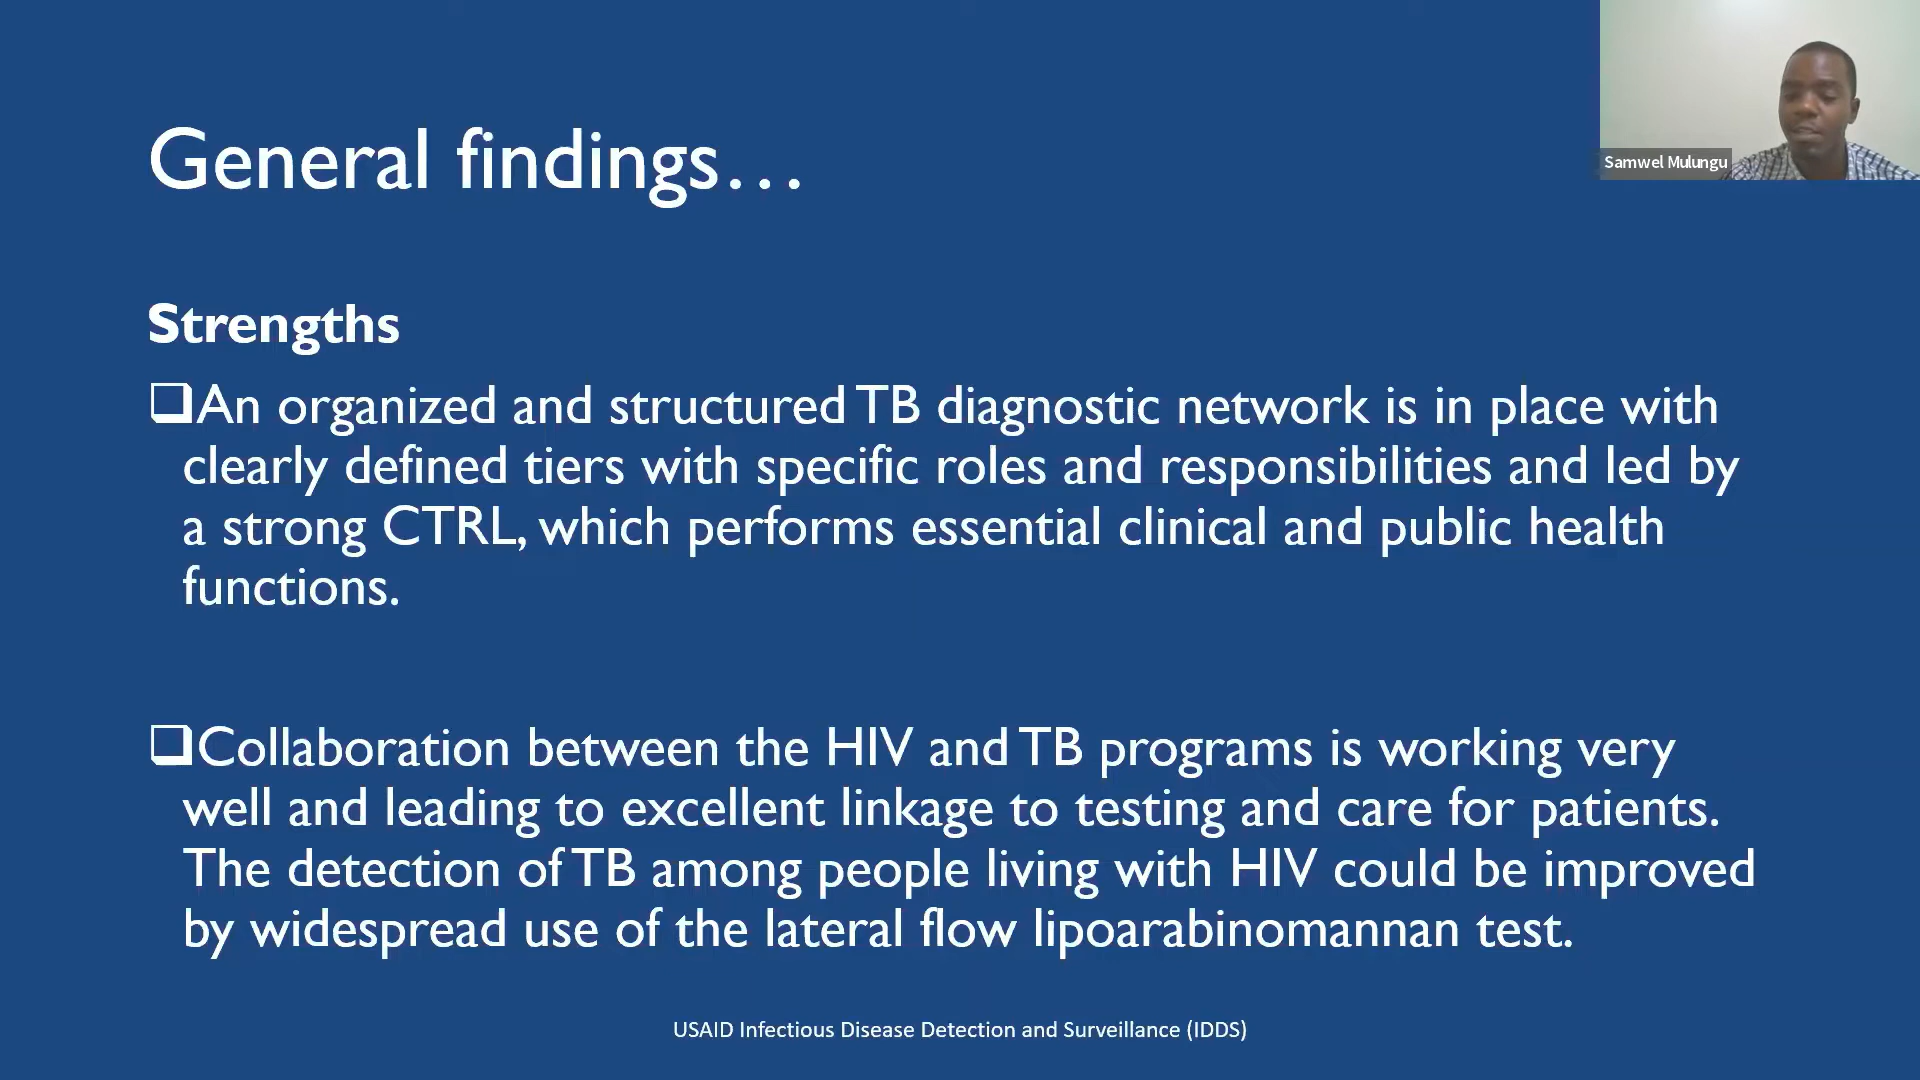 General findings…
Samwel Mulungu
Strengths
❑An organized and structured TB diagnostic network is in place with
clearly defined tiers with specific roles and responsibilities and led by
a strong CTRL, which performs essential clinical and public health
functions.
❑Collaboration between the HIV and TB programs is working very
well and leading to excellent linkage to testing and care for patients.
The detection of TB among people living with HIV could be improved
by widespread use of the lateral flow lipoarabinomannan test.
USAID Infectious Disease Detection and Surveillance (IDDS)